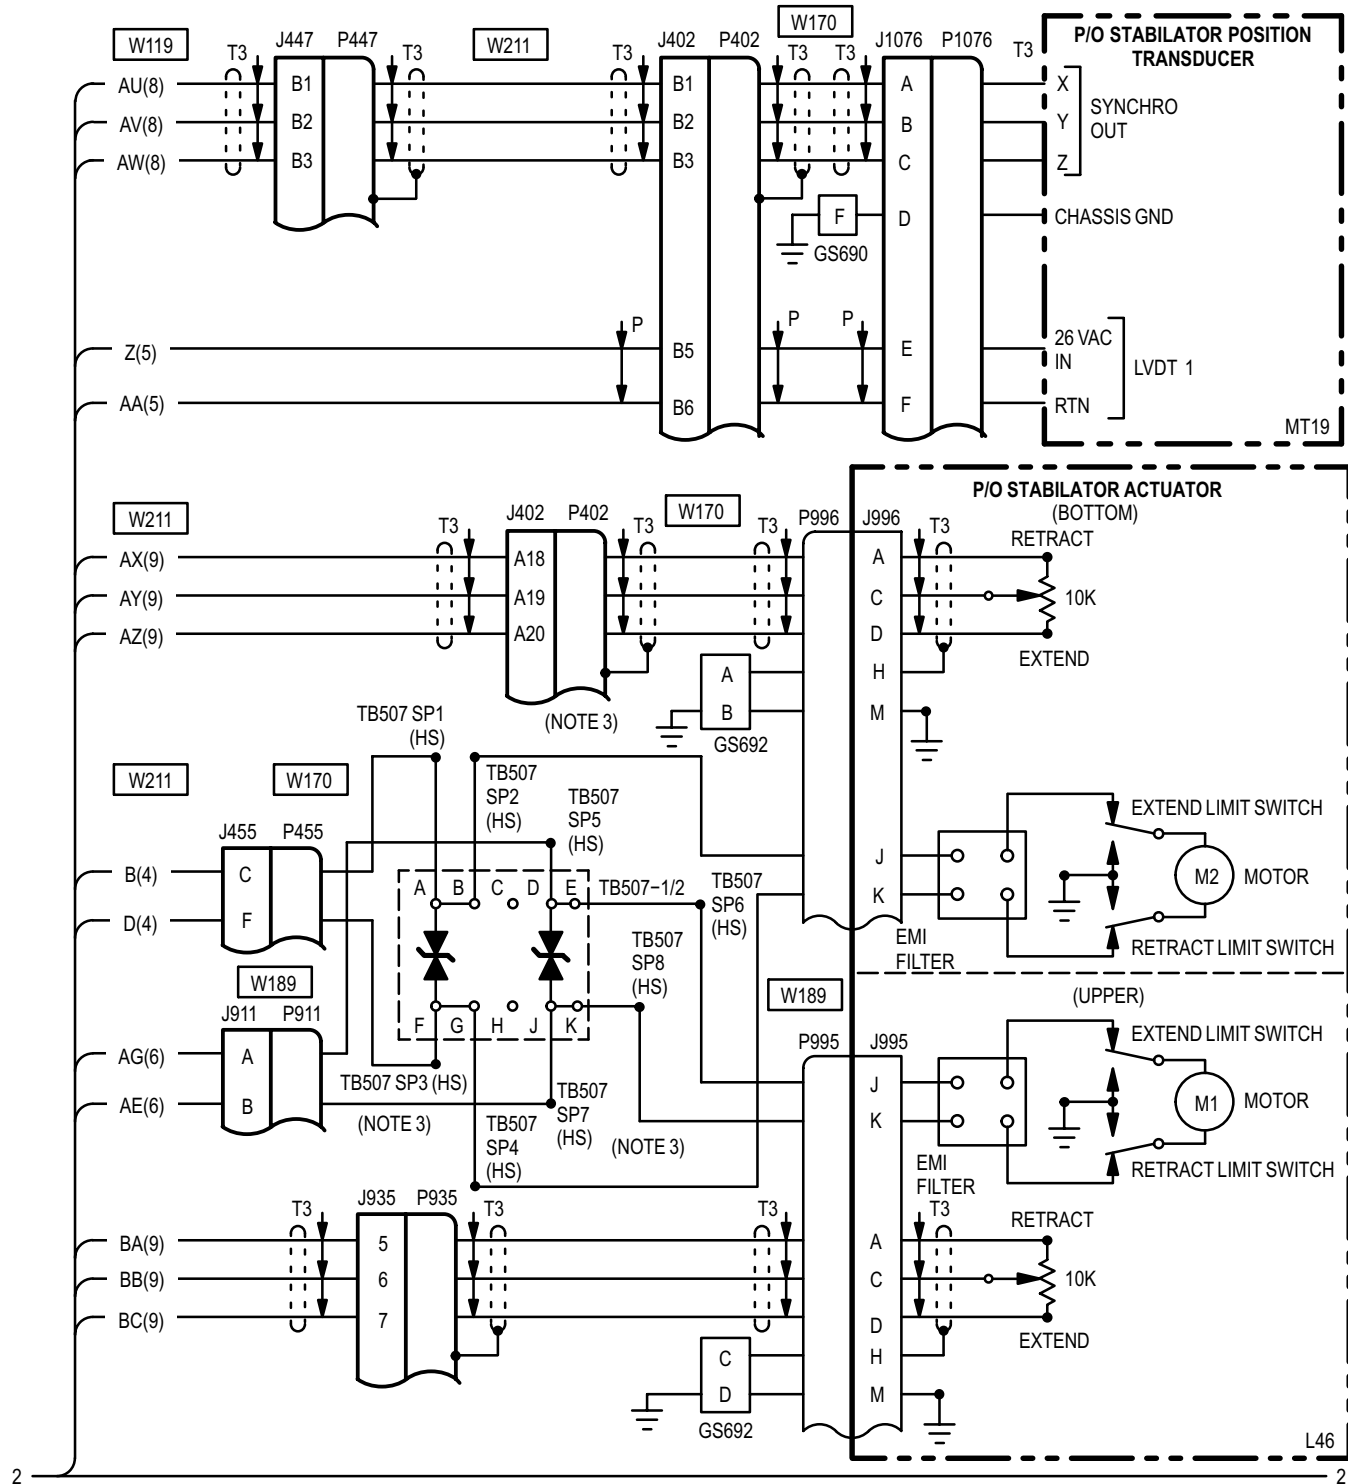 W119
T3
J447
P447
T3
W211
T3
J402
P402
W170
T3
T3
J1076
P1076
T3
P/O STABILATOR POSITION
TRANSDUCER
AU(8)
B1
B1
A
X
AV(8)
B2
B2
B
Y
SYNCHRO
OUT
AW(8)
B3
B3
C
Z
F
D
CHASSIS GND
GS690
P
P
P
Z(5)
B5
E
26 VAC
IN
LVDT 1
AA(5)
B6
F
RTN
MT19
P/O STABILATOR ACTUATOR
(BOTTOM)
W211
T3
J402
P402
T3
W170
T3
P996
J996
T3
RETRACT
AX(9)
A18
A
AY(9)
A19
C
10K
AZ(9)
A20
D
EXTEND
A
H
B
M
GS692
(NOTE 3)
TB507 SP1
(HS)
W211
W170
TB507
SP2
(HS)
TB507
SP5
(HS)
EXTEND LIMIT SWITCH
J455
P455
J
M2
MOTOR
B(4)
C
A
B
C
D
E
TB507-1/2
TB507
SP6
(HS)
K
D(4)
F
TB507
SP8
(HS)
EMI
FILTER
RETRACT LIMIT SWITCH
W189
W189
(UPPER)
J911
P911
F
G
H
J
K
P995
J995
EXTEND LIMIT SWITCH
AG(6)
A
TB507 SP3 (HS)
J
M1
MOTOR
AE(6)
B
(NOTE 3)
TB507
SP4
(HS)
TB507
SP7
(HS)
(NOTE 3)
K
EMI
FILTER
RETRACT LIMIT SWITCH
T3
J935
P935
T3
T3
T3
RETRACT
BA(9)
5
A
BB(9)
6
C
10K
BC(9)
7
D
EXTEND
C
H
D
M
GS692
L46
2
2